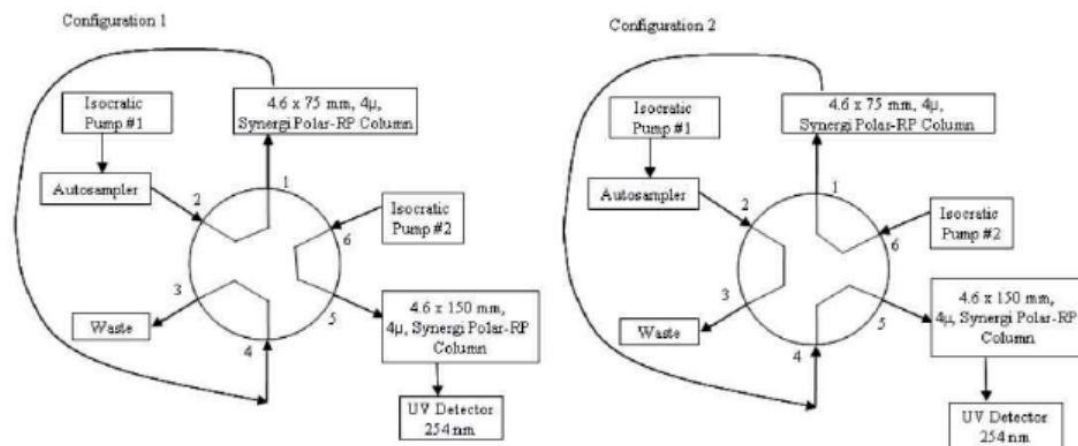 Configuration 1
Isocratic
Pump #1
4.6 x 75 mm, 4μ,
Synergi Polar-RP Column
Autosampler
2
1
Isocratic
Pump #2
6
3
Waste
4
5
4.6 x 150 mm,
4μ, Synergi Polar-RP
Column
UV Detector
254 nm
Configuration 2
Isocratic
Pump #1
4.6 x 75 mm, 4μ,
Synergi Polar-RP Column
Autosampler
2
1
Isocratic
Pump #2
6
3
Waste
4
5
4.6 x 150 mm,
4μ, Synergi Polar-RP
Column
UV Detector
254 nm